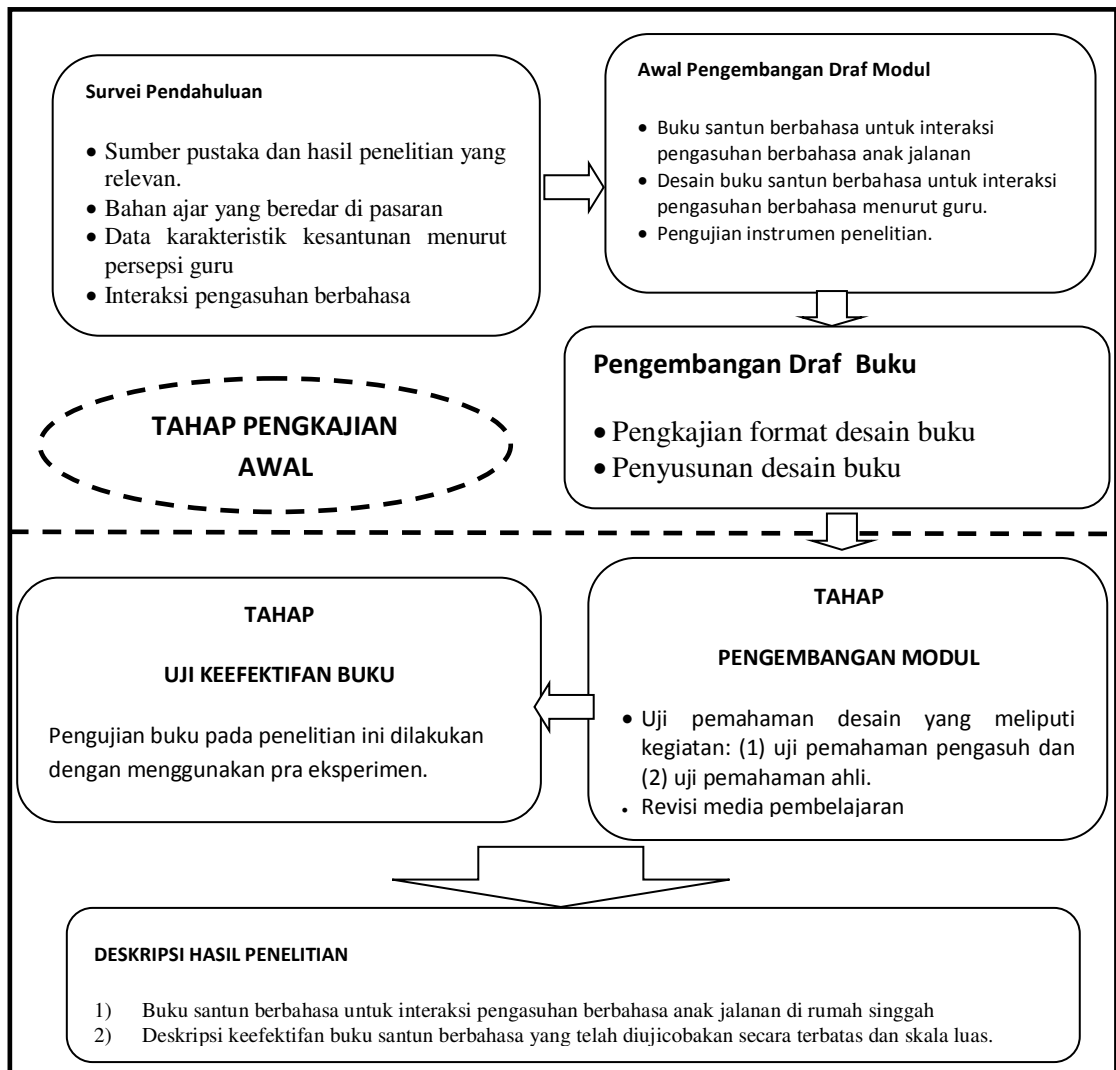 Survei Pendahuluan
• Sumber pustaka dan hasil penelitian yang
relevan.
• Bahan ajar yang beredar di pasaran
• Data karakteristik kesantunan menurut
persepsi guru
• Interaksi pengasuhan berbahasa
Awal Pengembangan Draf Modul
• Buku santun berbahasa untuk interaksi
pengasuhan berbahasa anak jalanan
• Desain buku santun berbahasa untuk interaksi
pengasuhan berbahasa menurut guru.
• Pengujian instrumen penelitian.
Pengembangan Draf Buku
• Pengkajian format desain buku
• Penyusunan desain buku
TAHAP PENGKAJIAN
AWAL
TAHAP
PENGEMBANGAN MODUL
• Uji pemahaman desain yang meliputi
kegiatan: (1) uji pemahaman pengasuh dan
(2) uji pemahaman ahli.
• Revisi media pembelajaran
TAHAP
UJI KEEFEKTIFAN BUKU
Pengujian buku pada penelitian ini dilakukan
dengan menggunakan pra eksperimen.
DESKRIPSI HASIL PENELITIAN
1) Buku santun berbahasa untuk interaksi pengasuhan berbahasa anak jalanan di rumah singgah
2) Deskripsi keefektifan buku santun berbahasa yang telah diujicobakan secara terbatas dan skala luas.